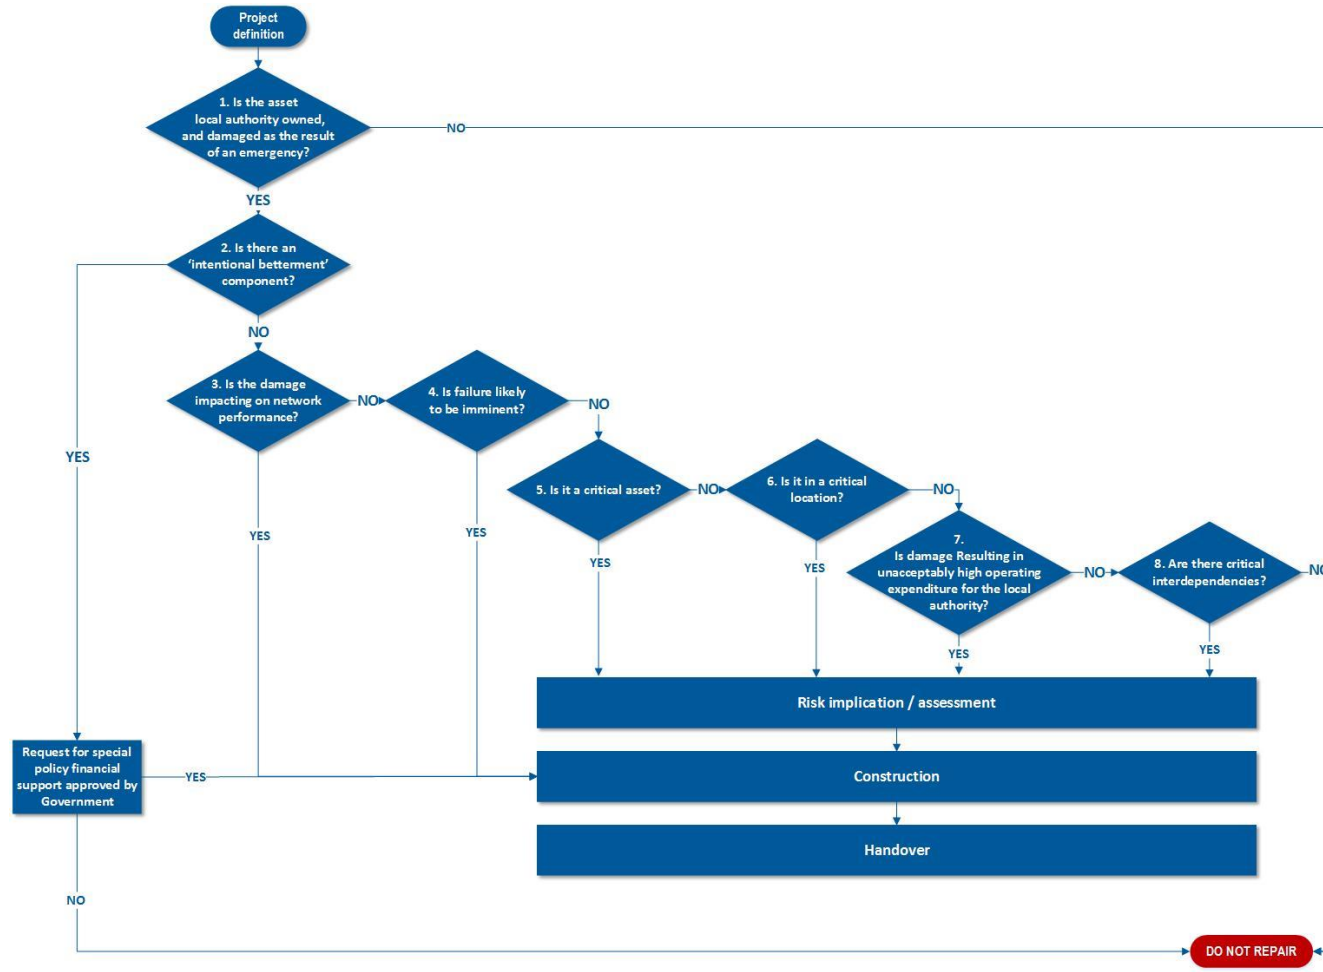 Project
definition
1. Is the asset
local authority owned,
and damaged as the result
of an emergency?
NO
YES
2. Is there an
‘intentional betterment’
component?
NO
YES
3. Is the damage
impacting on network
performance?
NO
YES
4. Is failure likely
to be imminent?
NO
YES
5. Is it a critical asset?
NO
YES
6. Is it in a critical
location?
NO
YES
7.
Is damage Resulting in
unacceptably high operating
expenditure for the local
authority?
NO
YES
8. Are there critical
interdependencies?
NO
YES
Risk implication / assessment
Request for special
policy financial
support approved by
Government
YES
NO
Construction
Handover
DO NOT REPAIR